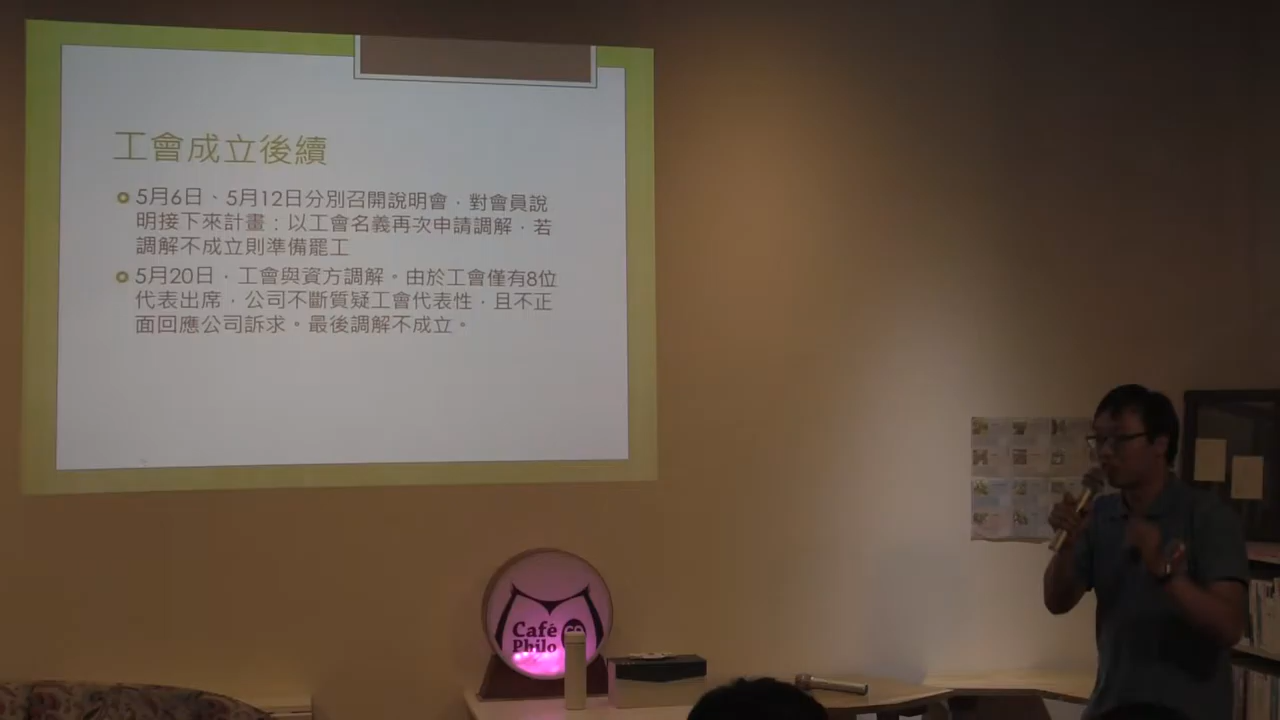 工會成立後續
5月6日、5月12日分別召開說明會，對會員說
明接下來計畫：以工會名義再次申請調解，若
調解不成立則準備罷工
5月20日，工會與資方調解。由於工會僅有8位
代表出席，公司不斷質疑工會代表性，且不正
面回應公司訴求。最後調解不成立。
Café
Philo